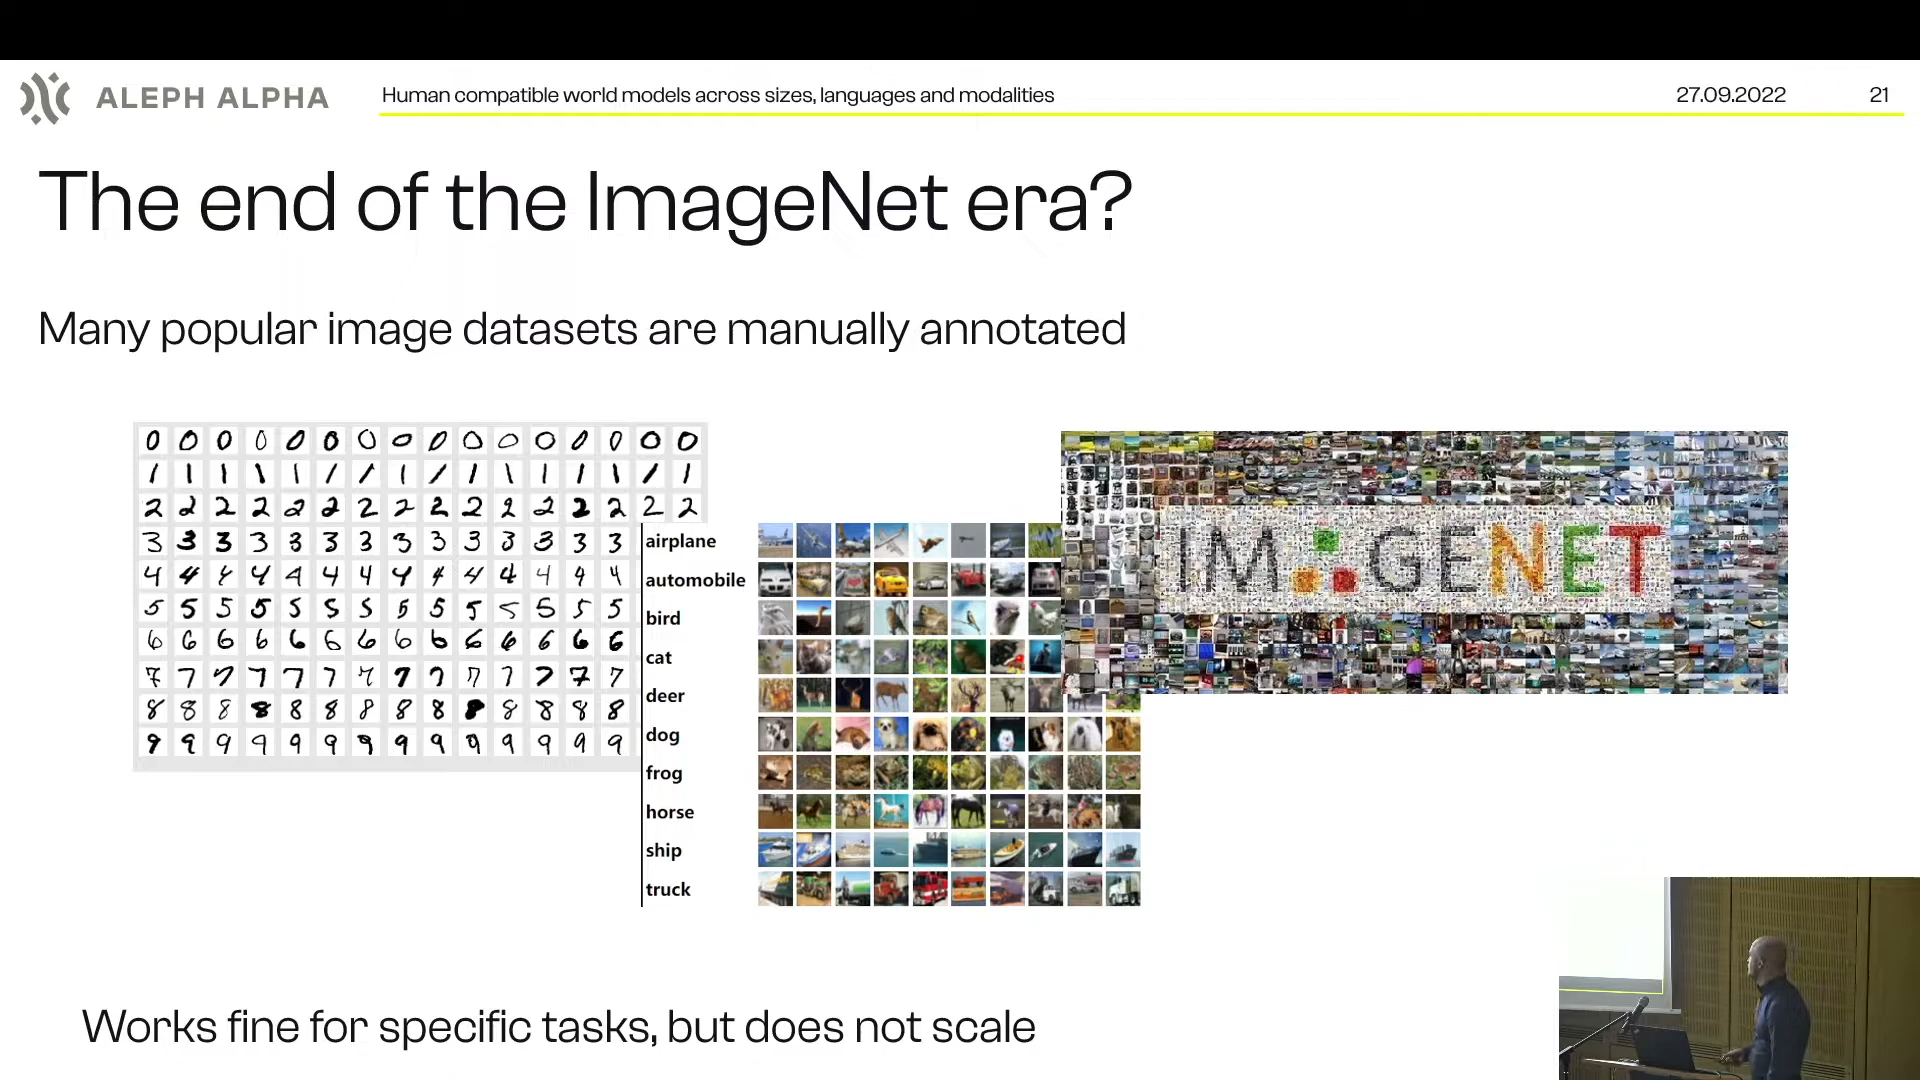 ALEPH ALPHA
Human compatible world models across sizes, languages and modalities
27.09.2022
21
The end of the ImageNet era?
Many popular image datasets are manually annotated
0 0 0 0 0 0 0 0 0 0 0 0 0 0 0 0
1 1 1 1 1 1 1 1 1 1 1 1 1 1 1 1
2 2 2 2 2 2 2 2 2 2 2 2 2 2 2 2
3 3 3 3 3 3 3 3 3 3 3 3 3 3
4 4 4 4 4 4 4 4 4 4 4 4 4 4
5 5 5 5 5 5 5 5 5 5 5 5 5 5
6 6 6 6 6 6 6 6 6 6 6 6 6 6
7 7 7 7 7 7 7 7 7 7 7 7 7 7
8 8 8 8 8 8 8 8 8 8 8 8 8 8
9 9 9 9 9 9 9 9 9 9 9 9 9 9
airplane
automobile
bird
cat
deer
dog
frog
horse
ship
truck
IMAGENET
Works fine for specific tasks, but does not scale